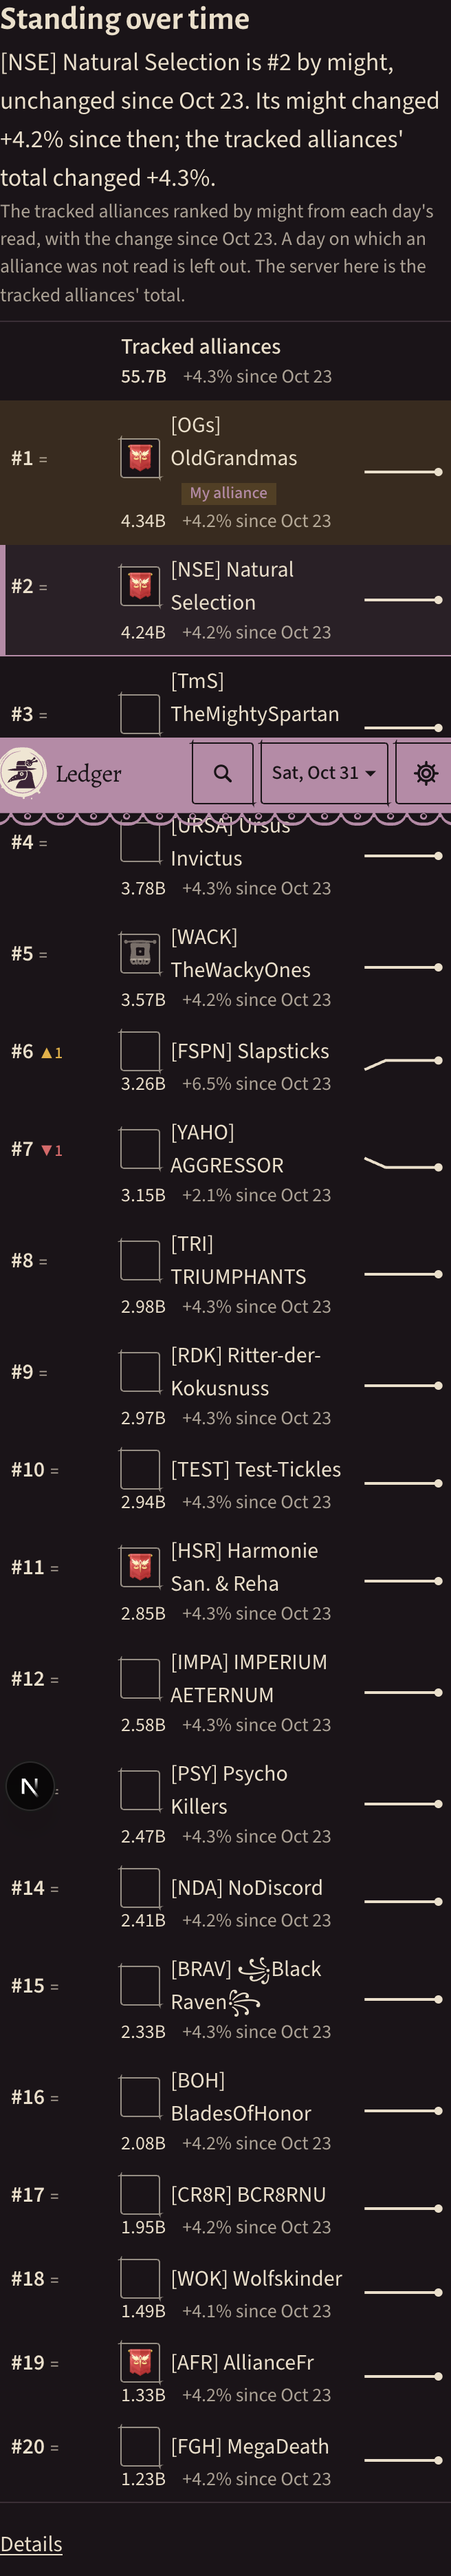 Standing over time
[NSE] Natural Selection is #2 by might,
unchanged since Oct 23. Its might changed
+4.2% since then; the tracked alliances'
total changed +4.3%.
The tracked alliances ranked by might from each day's
read, with the change since Oct 23. A day on which an
alliance was not read is left out. The server here is the
tracked alliances' total.
Tracked alliances
55.7B +4.3% since Oct 23
#1 =
[OGs]
OldGrandmas
My alliance
4.34B +4.2% since Oct 23
#2 =
[NSE] Natural
Selection
4.24B +4.2% since Oct 23
#3 =
[TmS]
TheMightySpartan
Ledger
Sat, Oct 31
#4 =
[URSA] Ursus
Invictus
3.78B +4.3% since Oct 23
#5 =
[WACK]
TheWackyOnes
3.57B +4.2% since Oct 23
#6 ▲1
[FSPN] Slapsticks
3.26B +6.5% since Oct 23
#7 ▼1
[YAHO]
AGGRESSOR
3.15B +2.1% since Oct 23
#8 =
[TRI]
TRIUMPHANTS
2.98B +4.3% since Oct 23
#9 =
[RDK] Ritter-der-
Kokusnuss
2.97B +4.3% since Oct 23
#10 =
[TEST] Test-Tickles
2.94B +4.3% since Oct 23
#11 =
[HSR] Harmonie
San. & Reha
2.85B +4.3% since Oct 23
#12 =
[IMPA] IMPERIUM
AETERNUM
2.58B +4.3% since Oct 23
N
[PSY] Psycho
Killers
2.47B +4.3% since Oct 23
#14 =
[NDA] NoDiscord
2.41B +4.2% since Oct 23
#15 =
[BRAV] ꧁Black
Raven꧂
2.33B +4.3% since Oct 23
#16 =
[BOH]
BladesOfHonor
2.08B +4.2% since Oct 23
#17 =
[CR8R] BCR8RNU
1.95B +4.2% since Oct 23
#18 =
[WOK] Wolfskinder
1.49B +4.1% since Oct 23
#19 =
[AFR] AllianceFr
1.33B +4.2% since Oct 23
#20 =
[FGH] MegaDeath
1.23B +4.2% since Oct 23
Details